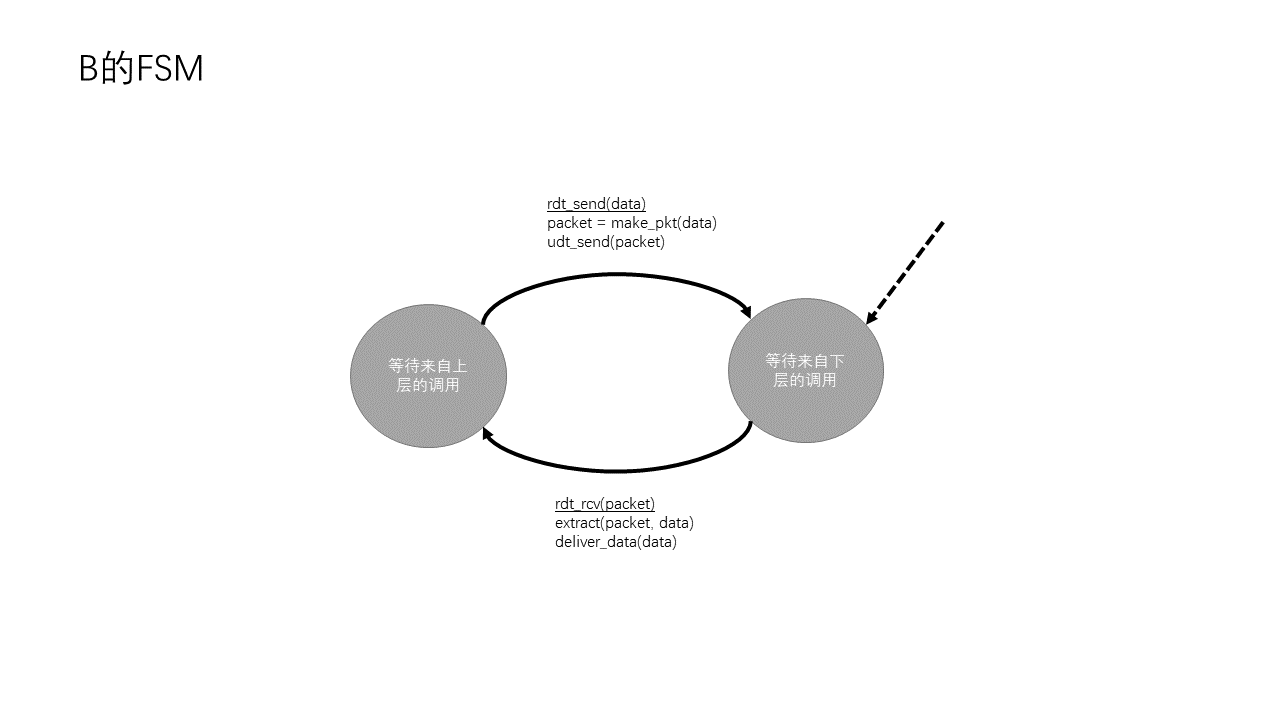 B的FSM
rdt_send(data)
packet = make_pkt(data)
udt_send(packet)
等待来自上
层的调用
等待来自下
层的调用
rdt_rcv(packet)
extract(packet, data)
deliver_data(data)